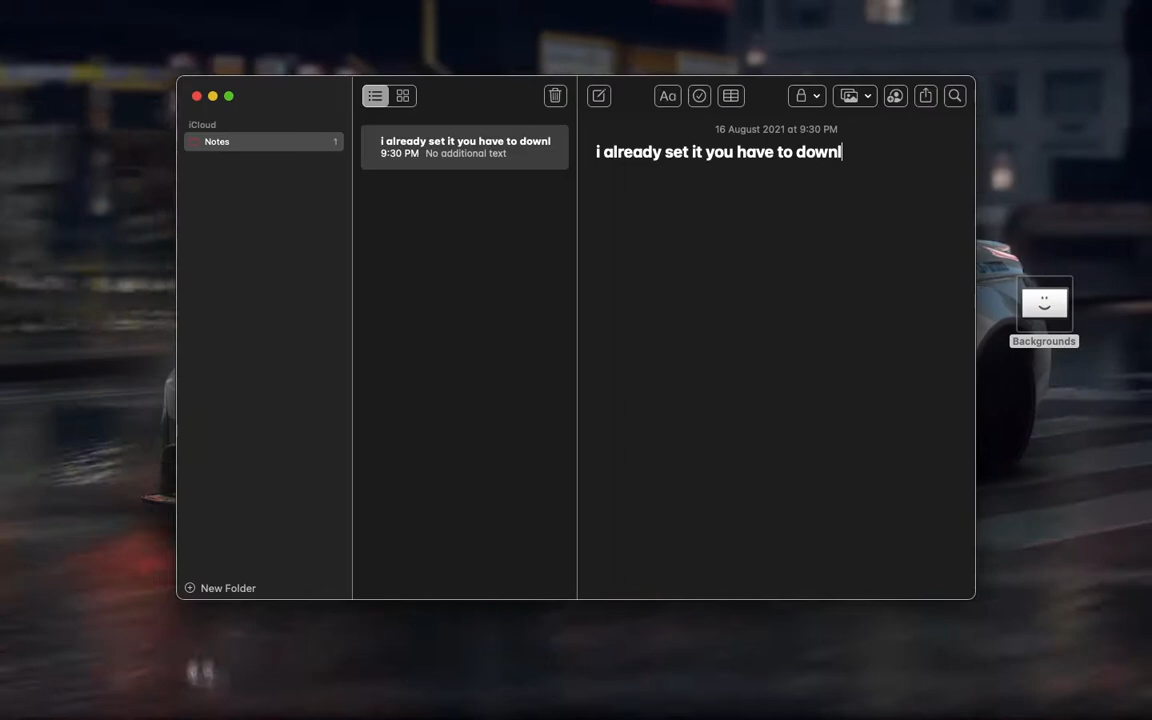 iCloud
Notes 1
New Folder
i already set it you have to downl
9:30 PM No additional text
Aa
16 August 2021 at 9:30 PM
i already set it you have to downl
Backgrounds